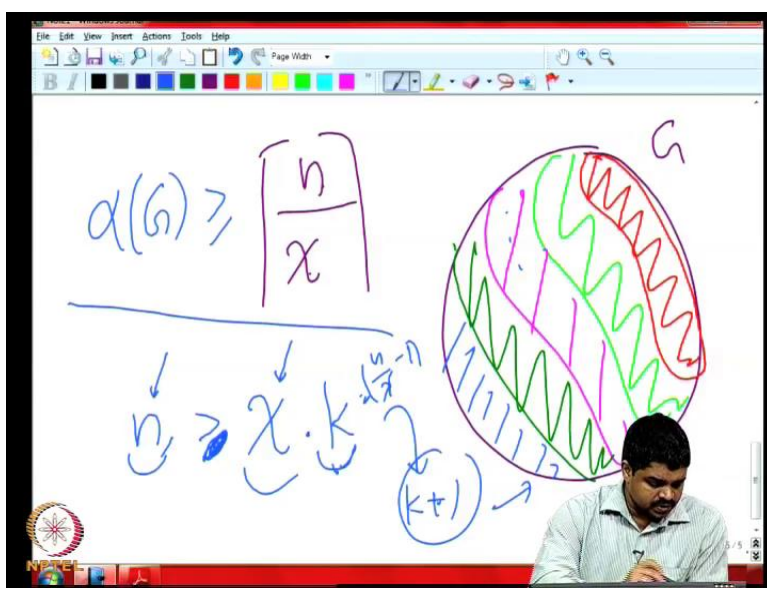 File Edit View Insert Actions Tools Help
Page Width
B I
G
α(G) ≥ ⌈n/χ⌉
n ≥ χ · k
(k+1)
NPTEL